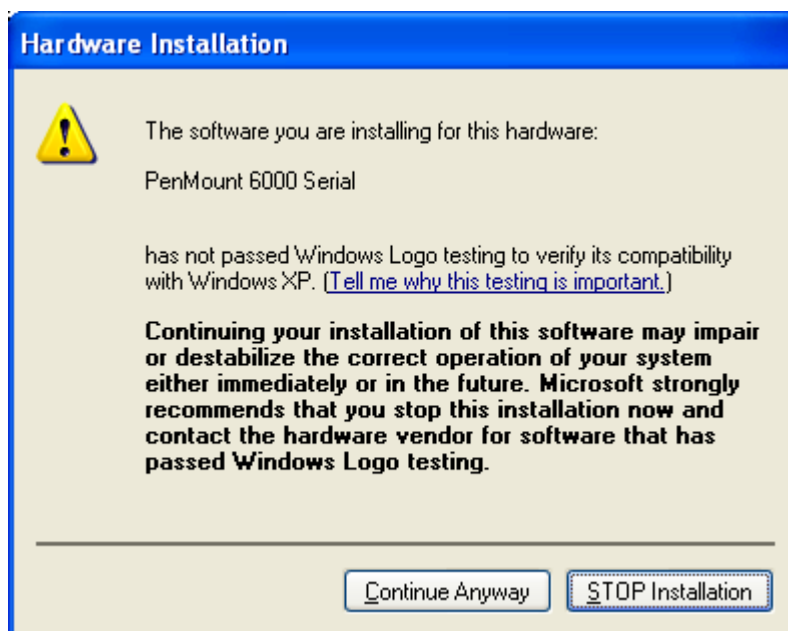 Hardware Installation
The software you are installing for this hardware:
PenMount 6000 Serial
has not passed Windows Logo testing to verify its compatibility
with Windows XP. (Tell me why this testing is important.)
Continuing your installation of this software may impair
or destabilize the correct operation of your system
either immediately or in the future. Microsoft strongly
recommends that you stop this installation now and
contact the hardware vendor for software that has
passed Windows Logo testing.
Continue Anyway
STOP Installation